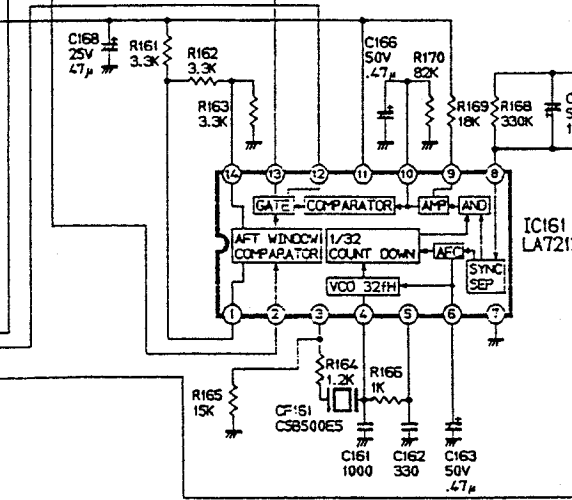 C168
25V
47μ
R161
3.3K
R162
3.3K
R163
3.3K
C166
50V
.47μ
R170
82K
R169
18K
R168
330K
14
13
12
11
10
9
8
GATE
COMPARATOR
AMP
AND
IC161
LA721
AFT WINDOW
COMPARATOR
1/32
COUNT DOWN
AFC
SYNC
SEP
VCO 32fH
1
2
3
4
5
6
7
R164
1.2K
R166
1K
R165
15K
CF161
CSB500E5
C161
1000
C162
330
C163
50V
.47μ